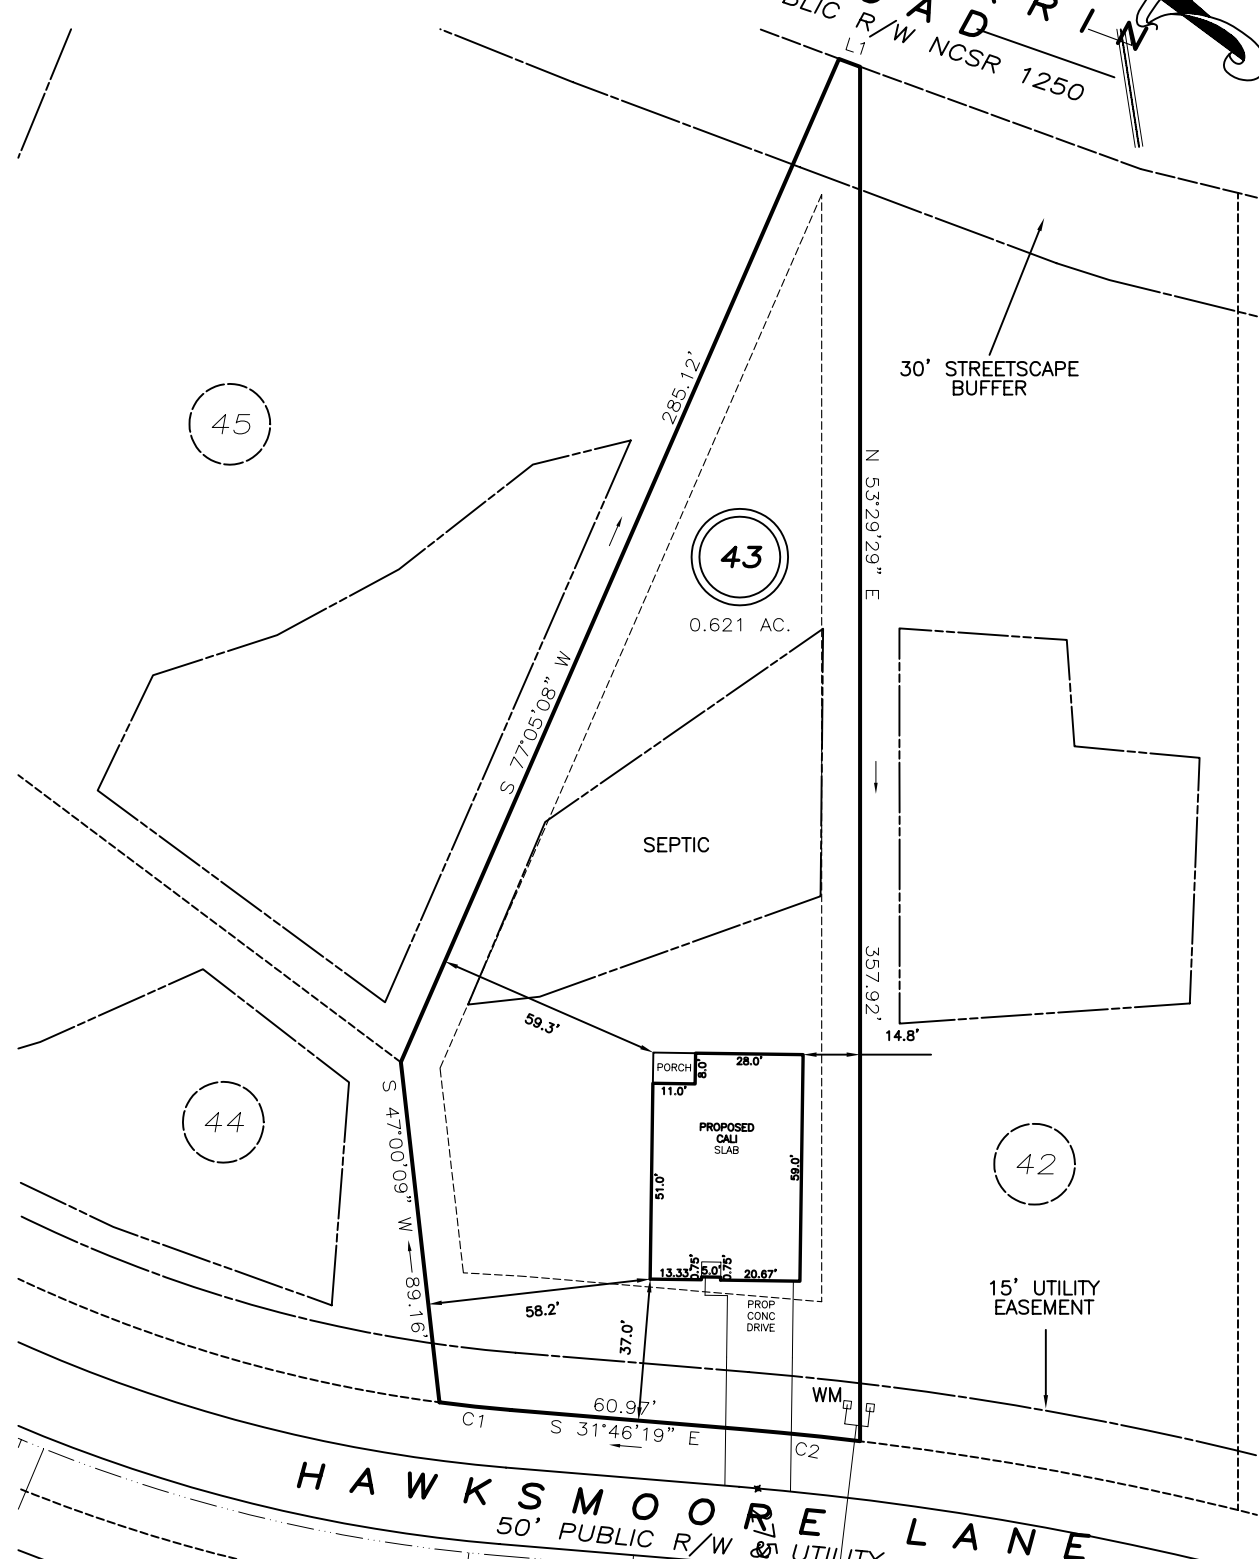 R I N
O A D
BLIC R/W NCSR 1250
L1
285.12'
30' STREETSCAPE
BUFFER
45
N 53°29'29" E
43
0.621 AC.
S 77°05'08" W
SEPTIC
357.92'
59.3'
14.8'
PORCH
8.0'
28.0'
11.0'
S 47°00'09" W
89.16'
44
PROPOSED
CALI
SLAB
51.0'
59.0'
42
13.33'
0.75'
5.0'
0.75'
20.67'
58.2'
37.0'
PROP
CONC
DRIVE
15' UTILITY
EASEMENT
WM
60.97'
C1
S 31°46'19" E
C2
HAWKSMOORE LANE
50' PUBLIC R/W & UTILITY